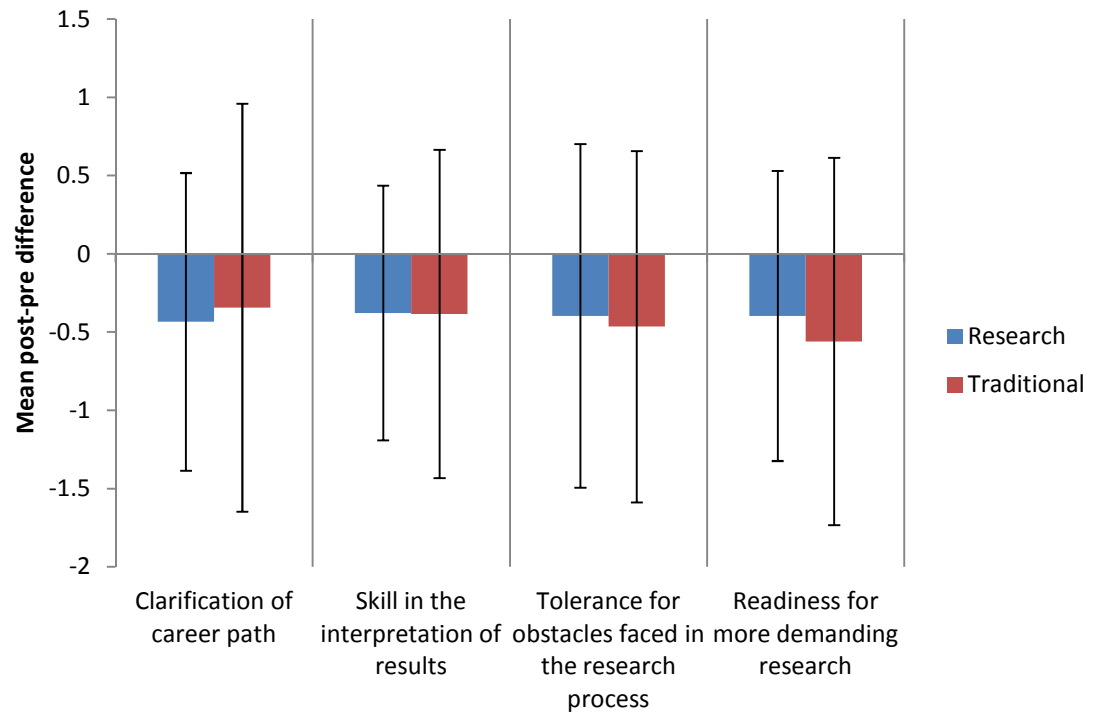 1.5
1
0.5
0
-0.5
-1
-1.5
-2
Mean post-pre difference
Clarification of
career path
Skill in the
interpretation of
results
Tolerance for
obstacles faced in
the research
process
Readiness for
more demanding
research
Research
Traditional